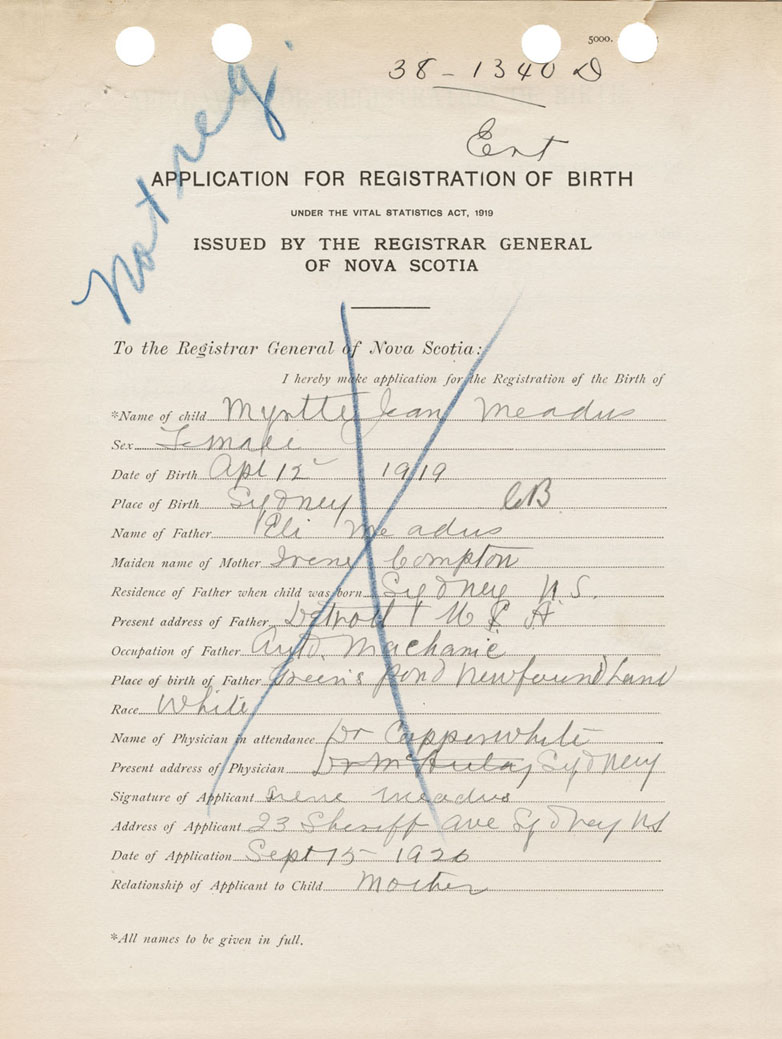 5000.
38 - 1340 D
Not reg.
Ent
APPLICATION FOR REGISTRATION OF BIRTH
UNDER THE VITAL STATISTICS ACT, 1919
ISSUED BY THE REGISTRAR GENERAL
OF NOVA SCOTIA
To the Registrar General of Nova Scotia:
I hereby make application for the Registration of the Birth of
*Name of child Myrtle Jean Meadus
Sex Female
Date of Birth Apl 12 1919
Place of Birth Sydney CB
Name of Father Eli Meadus
Maiden name of Mother Irene Compton
Residence of Father when child was born Sydney N.S.
Present address of Father Detroit U S A
Occupation of Father Auto Machanic
Place of birth of Father Greens Pond Newfoundland
Race White
Name of Physician in attendance Dr Copperwhite
Present address of Physician Dr McAulay Sydney
Signature of Applicant Irene Meadus
Address of Applicant 23 Sheriff Ave Sydney NS
Date of Application Sept 15 1926
Relationship of Applicant to Child Mother
*All names to be given in full.